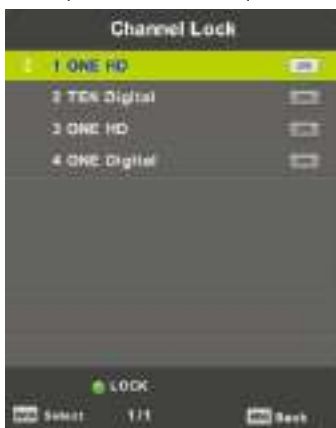 Channel Lock
1 ONE HD
2 TEN Digital
3 ONE HD
4 ONE Digital
LOCK
Select 1/1 Back